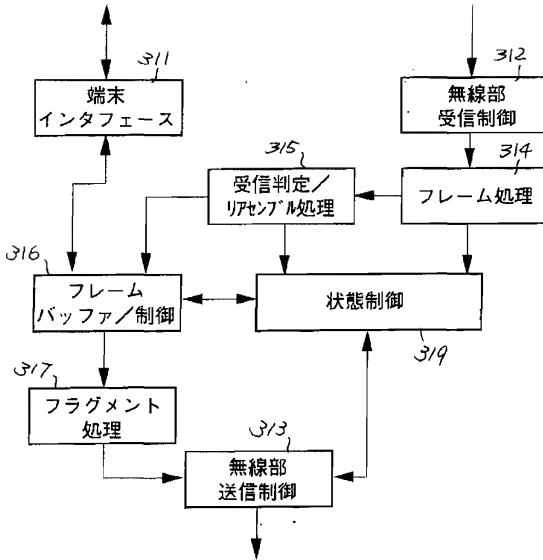 311
端末
インタフェース
312
無線部
受信制御
315
受信判定／
リアセンブル処理
314
フレーム処理
316
フレーム
バッファ／制御
状態制御
319
317
フラグメント
処理
313
無線部
送信制御